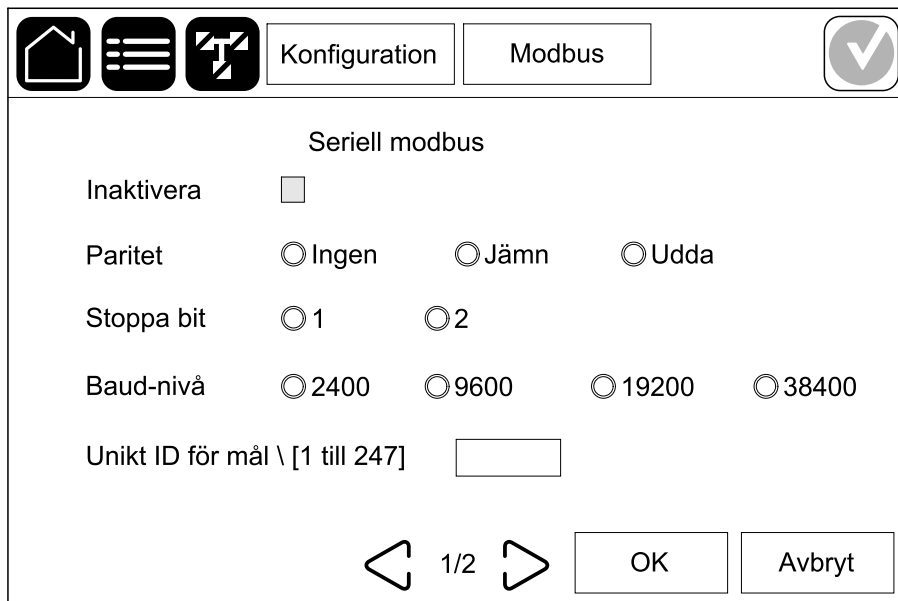 Konfiguration Modbus
Seriell modbus
Inaktivera
Paritet Ingen Jämn Udda
Stoppa bit 1 2
Baud-nivå 2400 9600 19200 38400
Unikt ID för mål \ [1 till 247]
1/2 OK Avbryt